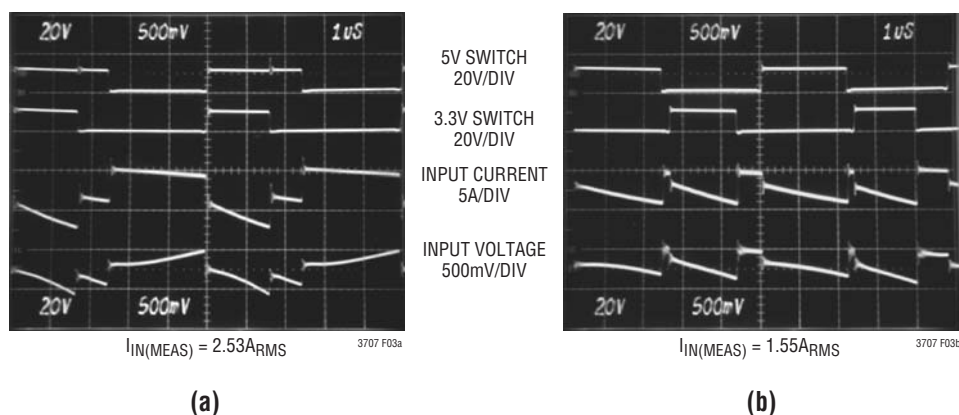 20V 500mV 1uS
5V SWITCH
20V/DIV
3.3V SWITCH
20V/DIV
INPUT CURRENT
5A/DIV
INPUT VOLTAGE
500mV/DIV
20V 500mV
IIN(MEAS) = 2.53ARMS
3707 F03a
(a)
20V 500mV 1uS
20V 500mV
IIN(MEAS) = 1.55ARMS
3707 F03b
(b)